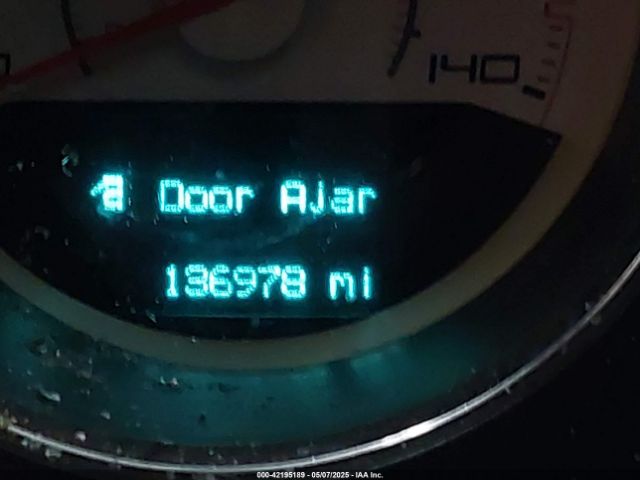 140
Door Ajar
136978 mi
000-42195189 - 05/07/2025 - IAA Inc.